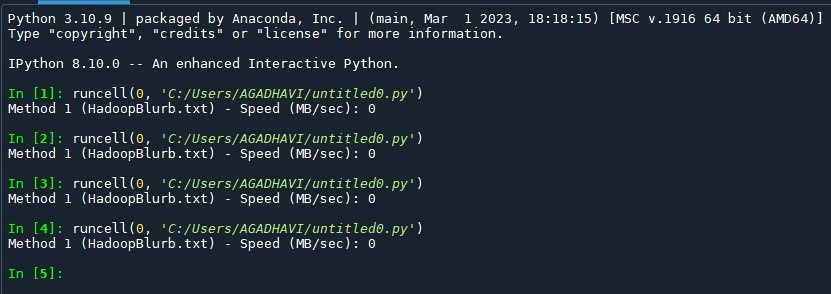 Python 3.10.9 | packaged by Anaconda, Inc. | (main, Mar  1 2023, 18:18:15) [MSC v.1916 64 bit (AMD64)]
Type "copyright", "credits" or "license" for more information.
IPython 8.10.0 -- An enhanced Interactive Python.
In [1]: runcell(0, 'C:/Users/AGADHAVI/untitled0.py')
Method 1 (HadoopBlurb.txt) - Speed (MB/sec): 0
In [2]: runcell(0, 'C:/Users/AGADHAVI/untitled0.py')
Method 1 (HadoopBlurb.txt) - Speed (MB/sec): 0
In [3]: runcell(0, 'C:/Users/AGADHAVI/untitled0.py')
Method 1 (HadoopBlurb.txt) - Speed (MB/sec): 0
In [4]: runcell(0, 'C:/Users/AGADHAVI/untitled0.py')
Method 1 (HadoopBlurb.txt) - Speed (MB/sec): 0
In [5]: